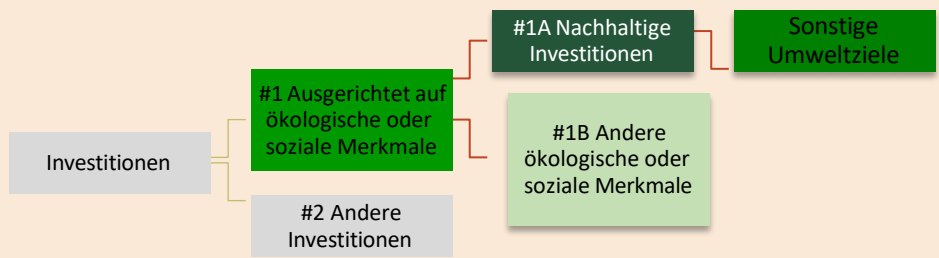 Investitionen
#1 Ausgerichtet auf
ökologische oder
soziale Merkmale
#2 Andere
Investitionen
#1A Nachhaltige
Investitionen
#1B Andere
ökologische oder
soziale Merkmale
Sonstige
Umweltziele